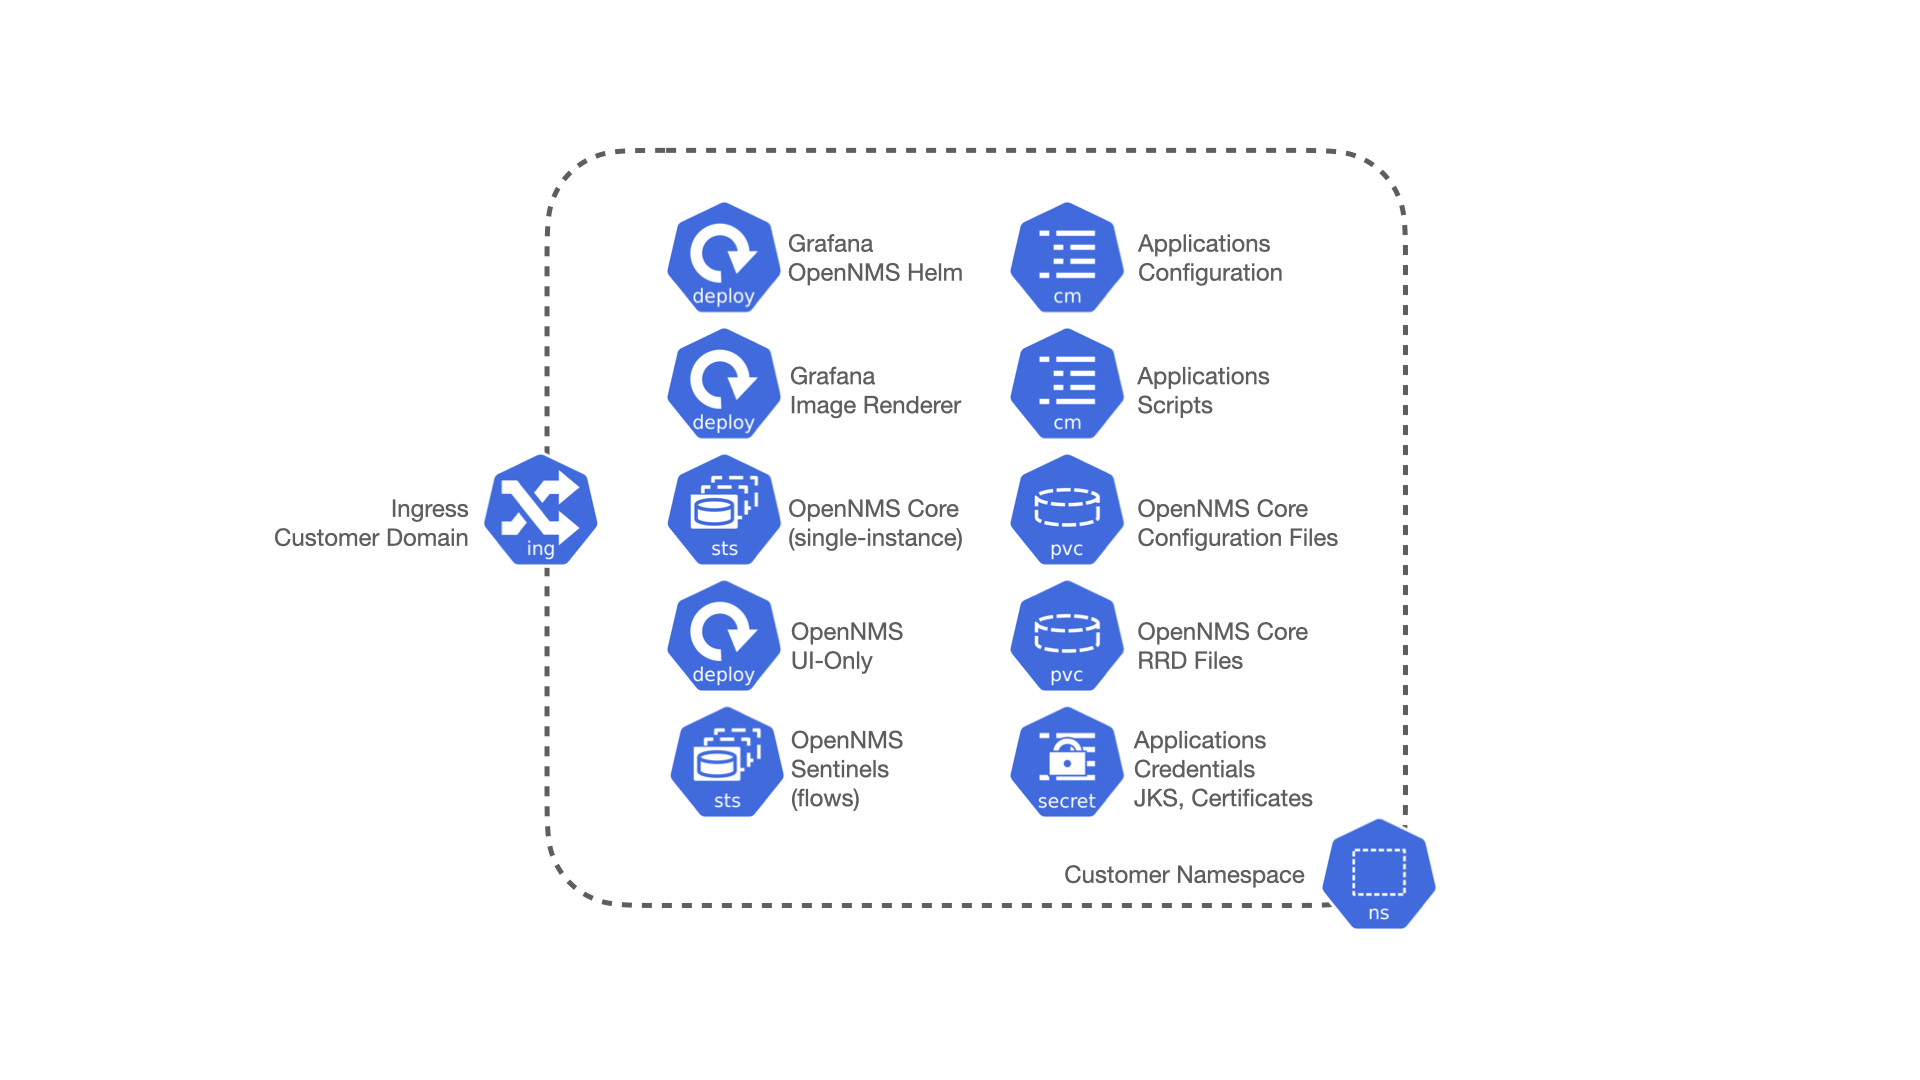 deploy
Grafana
OpenNMS Helm
cm
Applications
Configuration
deploy
Grafana
Image Renderer
cm
Applications
Scripts
Ingress
Customer Domain
ing
sts
OpenNMS Core
(single-instance)
pvc
OpenNMS Core
Configuration Files
deploy
OpenNMS
UI-Only
pvc
OpenNMS Core
RRD Files
sts
OpenNMS
Sentinels
(flows)
secret
Applications
Credentials
JKS, Certificates
Customer Namespace
ns